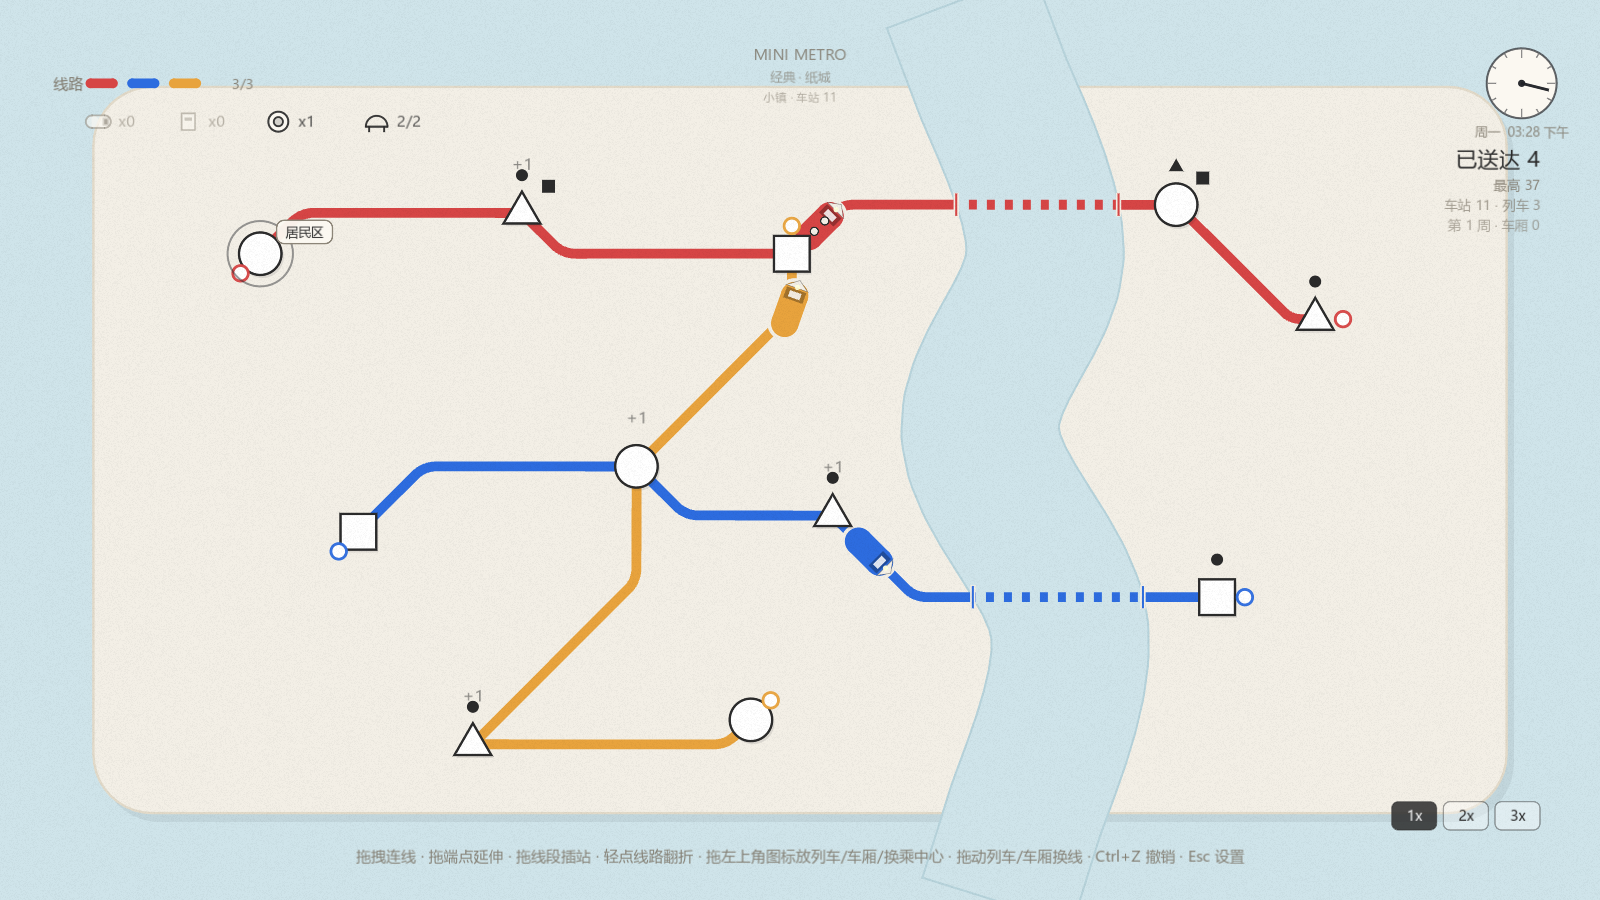 MINI METRO
经典 · 纸城
小镇 · 车站 11
线路
3/3
x0
x0
x1
2/2
周一 03:28 下午
已送达 4
最高 37
车站 11 · 列车 3
第 1 周 · 车厢 0
+1
居民区
+1
+1
+1
1x
2x
3x
拖拽连线 · 拖端点延伸 · 拖线段插站 · 轻点线路翻折 · 拖左上角图标放列车/车厢/换乘中心 · 拖动列车/车厢换线 · Ctrl+Z 撤销 · Esc 设置